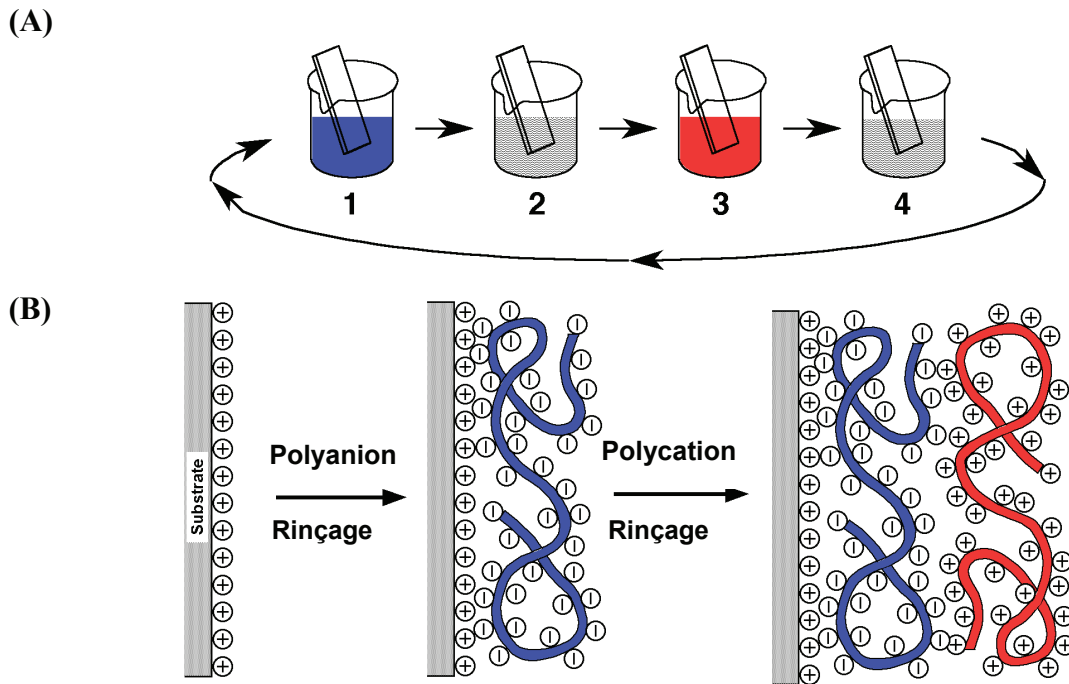 (A)
1 2 3 4
(B)
Substrate
Polyanion
Rinçage
Polycation
Rinçage